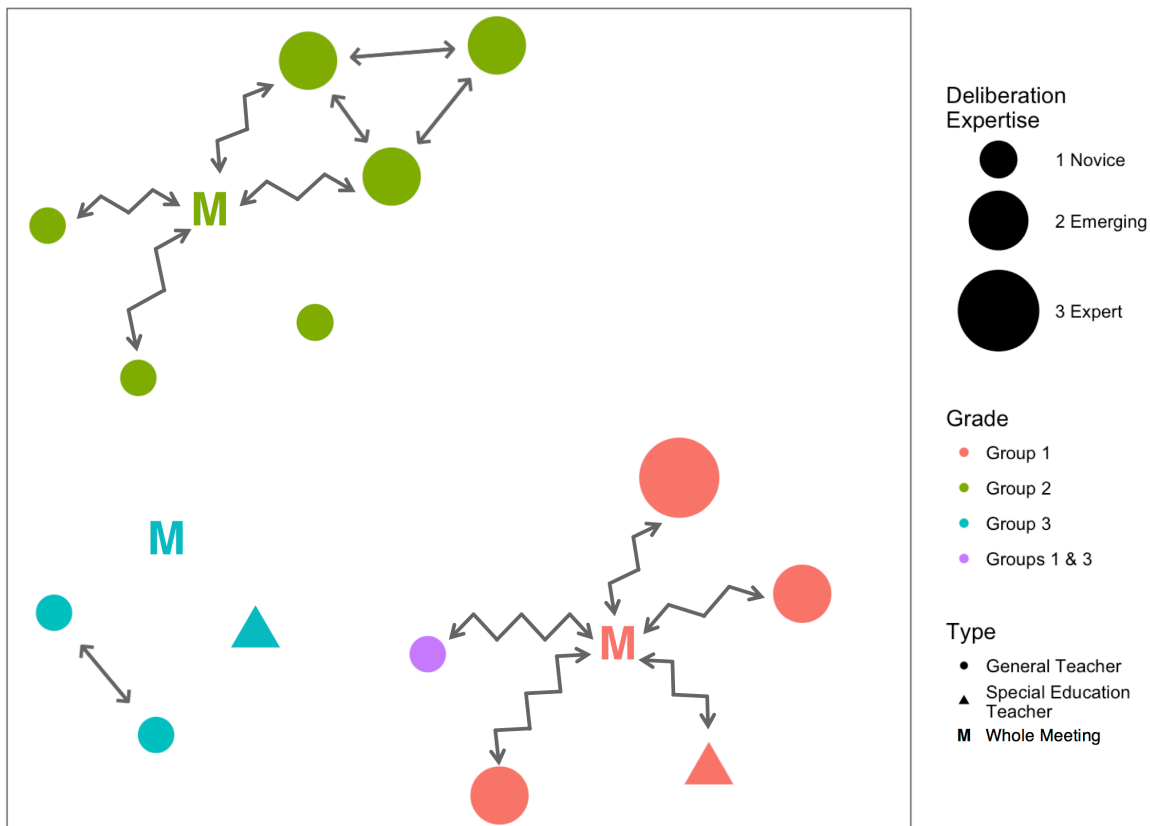 M
M
M
Deliberation
Expertise
1 Novice
2 Emerging
3 Expert
Grade
Group 1
Group 2
Group 3
Groups 1 & 3
Type
General Teacher
Special Education
Teacher
M Whole Meeting